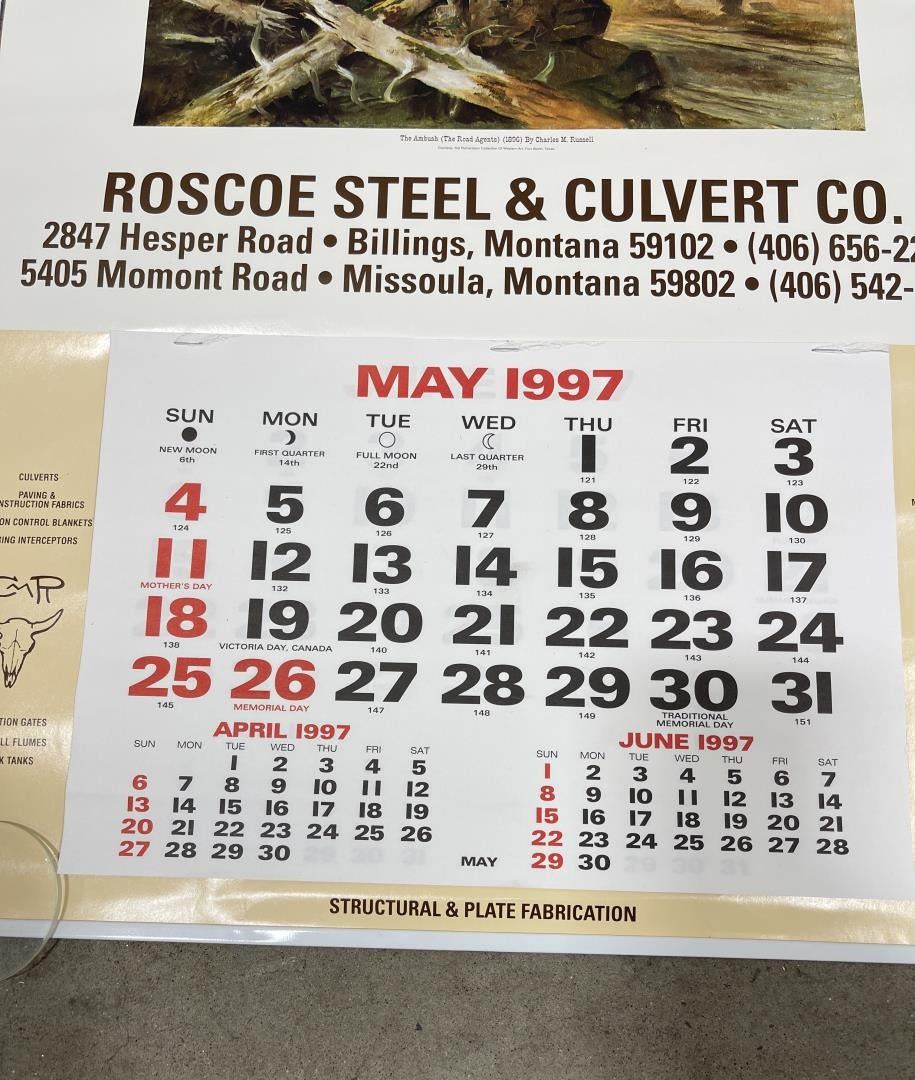 The Ambush (The Road Agents) (1896) By Charles M. Russell
ROSCOE STEEL & CULVERT CO.
2847 Hesper Road • Billings, Montana 59102 • (406) 656-22
5405 Momont Road • Missoula, Montana 59802 • (406) 542-
CULVERTS
PAVING &
NSTRUCTION FABRICS
ON CONTROL BLANKETS
RING INTERCEPTORS
CMR
TION GATES
LL FLUMES
K TANKS
MAY 1997
SUN MON TUE WED THU FRI SAT
NEW MOON 6th FIRST QUARTER 14th FULL MOON 22nd LAST QUARTER 29th 1 2 3
121 122 123
4 5 6 7 8 9 10
124 125 126 127 128 129 130
11 12 13 14 15 16 17
MOTHER'S DAY 132 133 134 135 136 137
18 19 20 21 22 23 24
138 VICTORIA DAY, CANADA 140 141 142 143 144
25 26 27 28 29 30 31
145 MEMORIAL DAY 147 148 149 TRADITIONAL MEMORIAL DAY 151
APRIL 1997
SUN MON TUE WED THU FRI SAT
1 2 3 4 5
6 7 8 9 10 11 12
13 14 15 16 17 18 19
20 21 22 23 24 25 26
27 28 29 30
MAY
JUNE 1997
SUN MON TUE WED THU FRI SAT
1 2 3 4 5 6 7
8 9 10 11 12 13 14
15 16 17 18 19 20 21
22 23 24 25 26 27 28
29 30
STRUCTURAL & PLATE FABRICATION